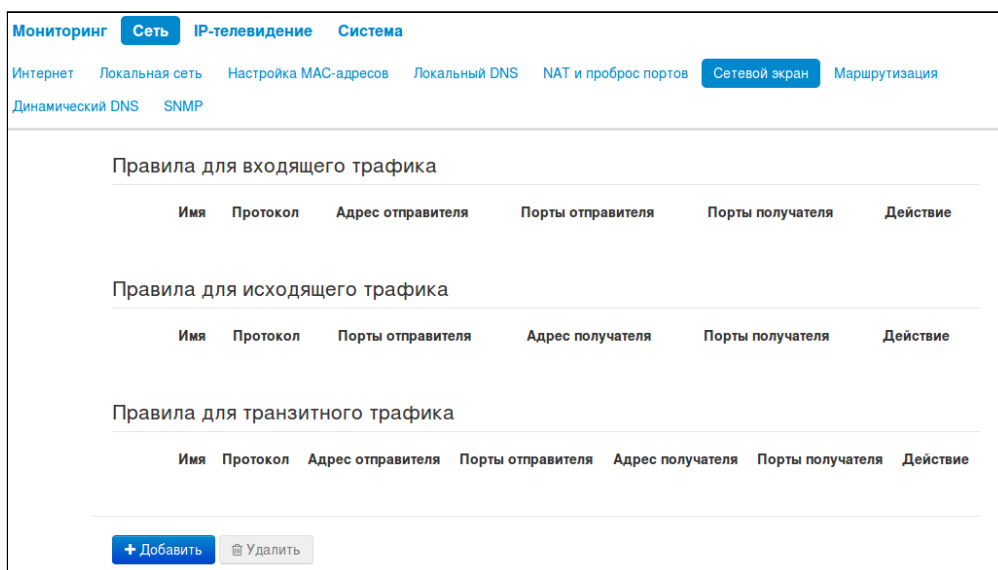 Мониторинг Сеть IP-телевидение Система
Интернет Локальная сеть Настройка MAC-адресов Локальный DNS NAT и проброс портов Сетевой экран Маршрутизация
Динамический DNS SNMP
Правила для входящего трафика
Имя Протокол Адрес отправителя Порты отправителя Порты получателя Действие
Правила для исходящего трафика
Имя Протокол Порты отправителя Адрес получателя Порты получателя Действие
Правила для транзитного трафика
Имя Протокол Адрес отправителя Порты отправителя Адрес получателя Порты получателя Действие
+ Добавить Удалить